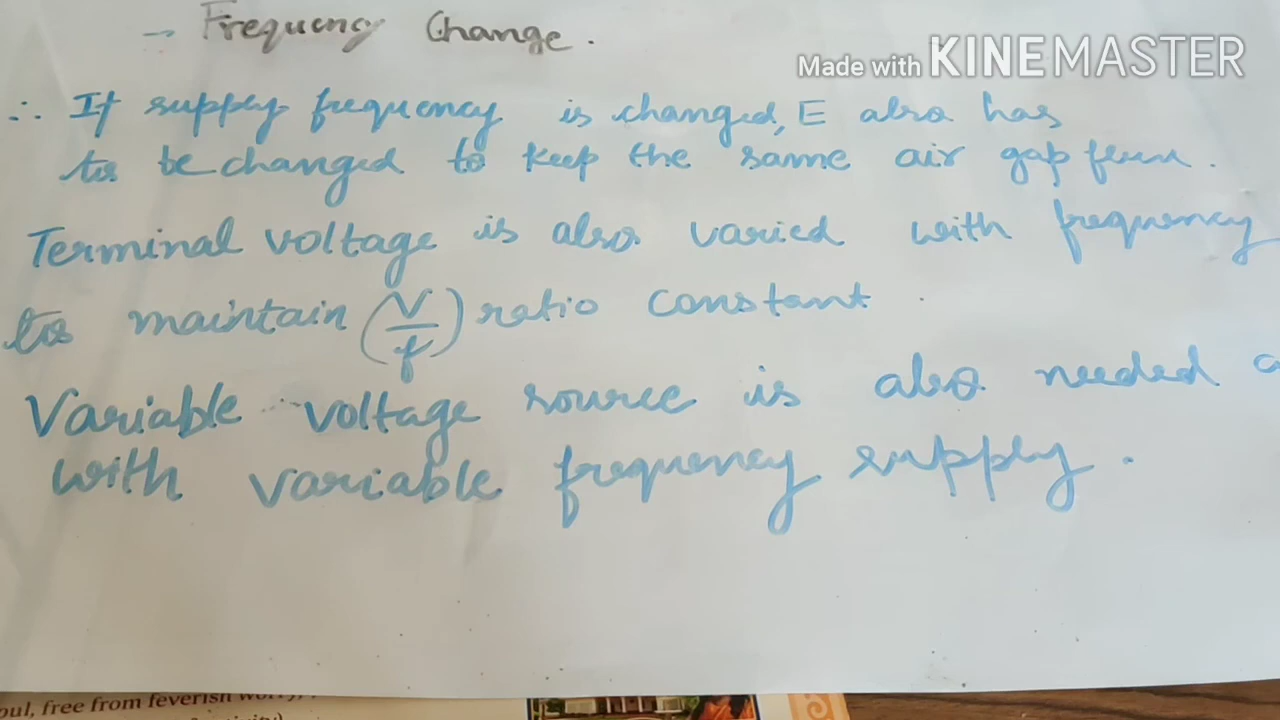 → Frequency Change.
Made with KINEMASTER
∴ If supply frequency is changed, E also has
to be changed to keep the same air gap flux.
Terminal voltage is also varied with frequency
to maintain (V/f) ratio constant.
Variable voltage source is also needed a
with variable frequency supply.
oul, free from feverish worry,